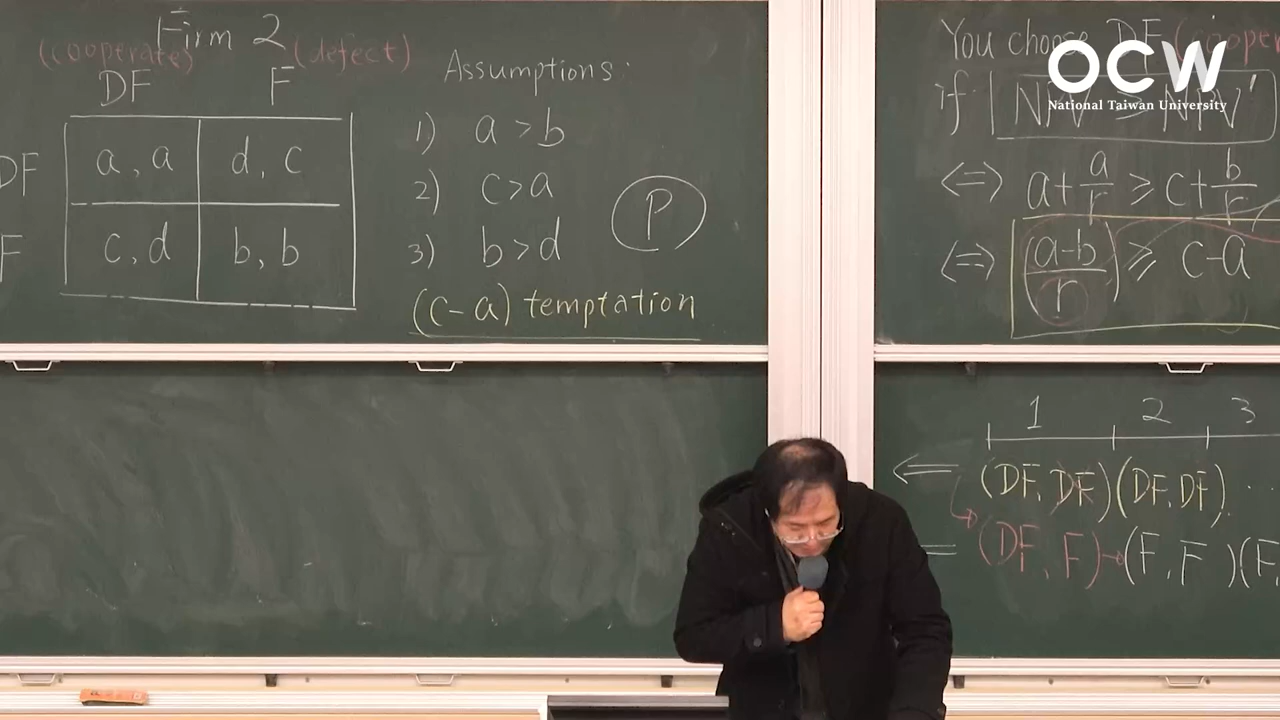 Firm 2
(cooperate) (defect)
DF F
DF a, a d, c
F c, d b, b
Assumptions:
1) a > b
2) c > a
3) b > d
P
(c-a) temptation
You choose DF
if NPV ≥ NPV'
<=> a + a/r ≥ c + b/r
<=> (a-b)/r ≥ c-a
OCW
National Taiwan University
1 2 3
<= (DF, DF) (DF, DF) ...
(DF, F) → (F, F) (F,